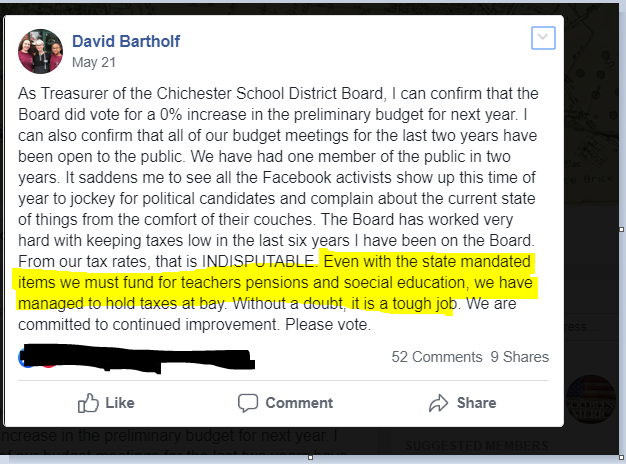 David Bartholf
May 21
As Treasurer of the Chichester School District Board, I can confirm that the
Board did vote for a 0% increase in the preliminary budget for next year. I
can also confirm that all of our budget meetings for the last two years have
been open to the public. We have had one member of the public in two
years. It saddens me to see all the Facebook activists show up this time of
year to jockey for political candidates and complain about the current state
of things from the comfort of their couches. The Board has worked very
hard with keeping taxes low in the last six years I have been on the Board.
From our tax rates, that is INDISPUTABLE. Even with the state mandated
items we must fund for teachers pensions and soecial education, we have
managed to hold taxes at bay. Without a doubt, it is a tough job. We are
committed to continued improvement. Please vote.
52 Comments 9 Shares
Like Comment Share
ncrease in the preliminary budget for next year. I
SUGGESTED MEMBERS